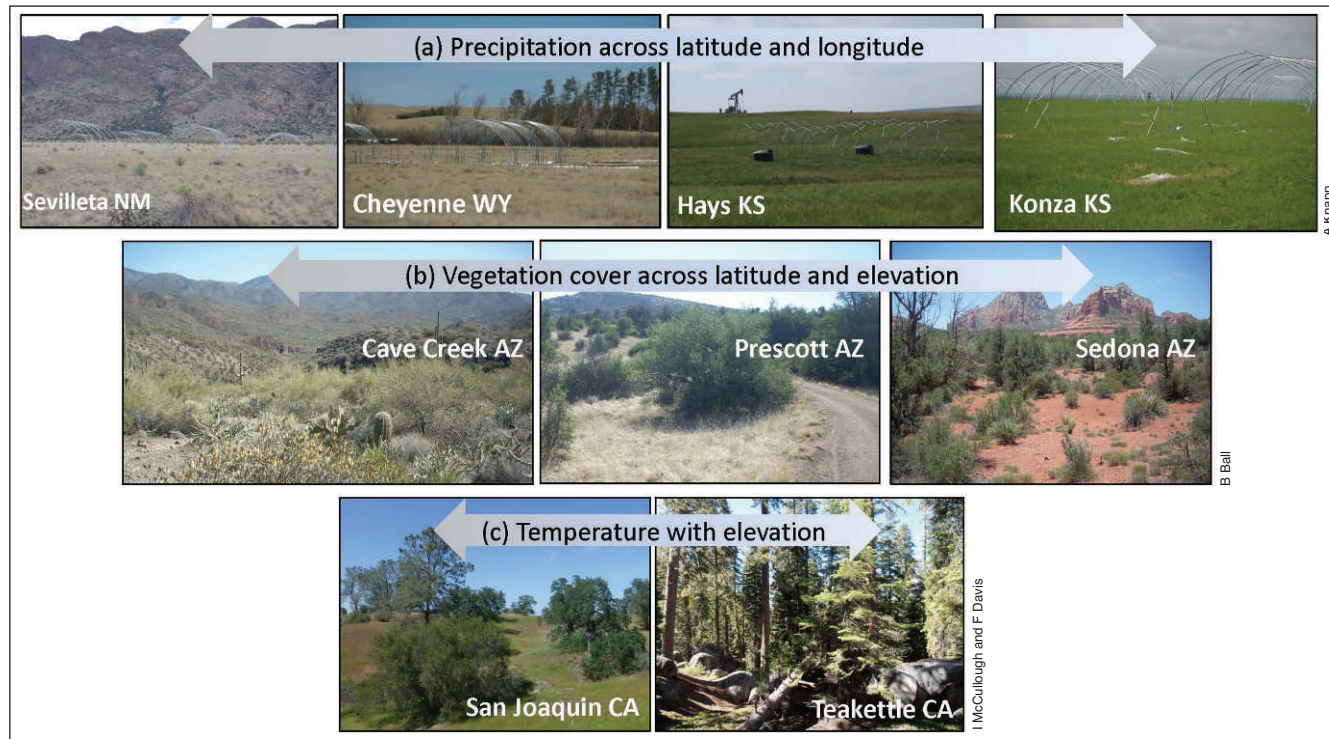 (a) Precipitation across latitude and longitude
Sevilleta NM
Cheyenne WY
Hays KS
Konza KS
A Knapp
(b) Vegetation cover across latitude and elevation
Cave Creek AZ
Prescott AZ
Sedona AZ
B Ball
(c) Temperature with elevation
San Joaquin CA
Teakettle CA
I McCullough and F Davis